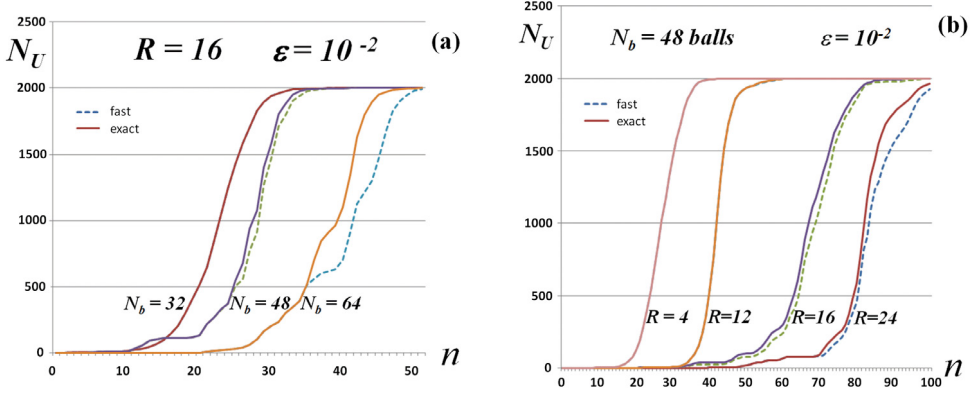 2500
N_U
R = 16
ε = 10^-2
(a)
2000
fast
exact
1500
1000
500
N_b = 32
N_b = 48
N_b = 64
0
0
10
20
30
40
50
n
2500
N_U
N_b = 48 balls
ε = 10^-2
(b)
2000
fast
exact
1500
1000
500
R = 4
R=12
R=16
R=24
0
0
10
20
30
40
50
60
70
80
90
100
n